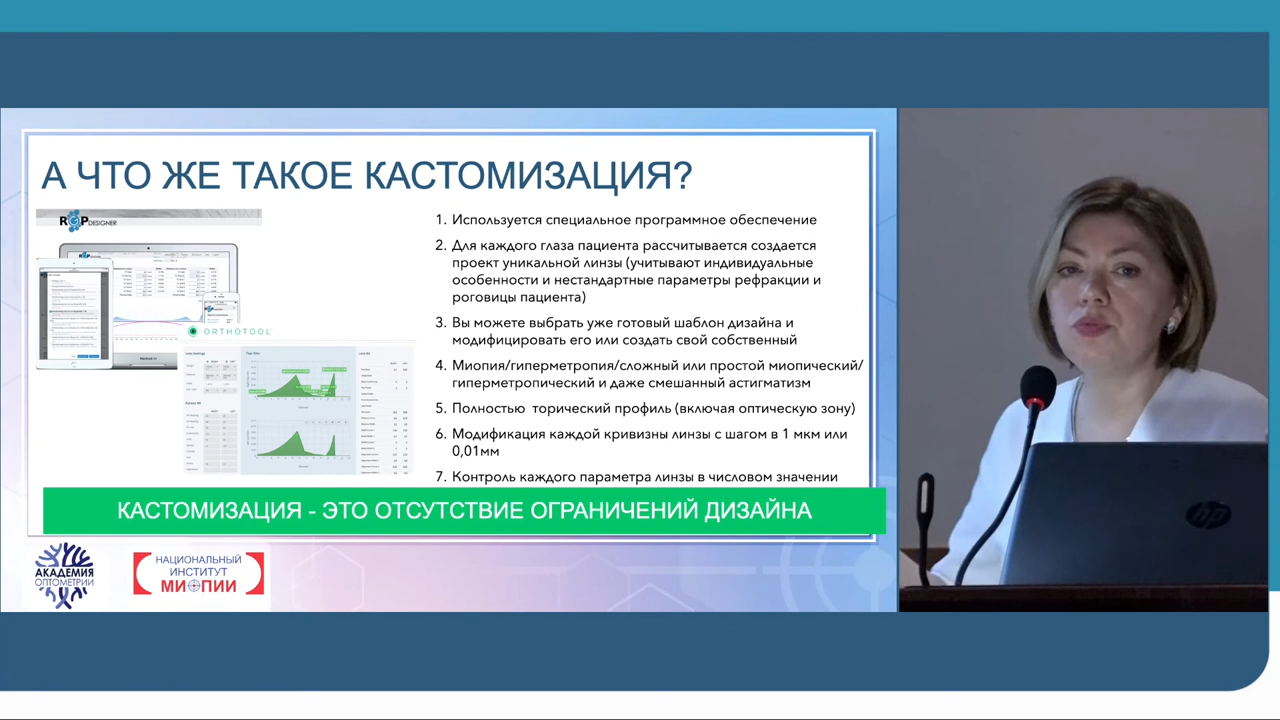 А ЧТО ЖЕ ТАКОЕ КАСТОМИЗАЦИЯ?
RGP DESIGNER
ORTHOTOOL
1. Используется специальное программное обеспечение
2. Для каждого глаза пациента рассчитывается создается
проект уникальной линзы (учитывают индивидуальные
особенности и нестандартные параметры рефракции и
роговицы пациента)
3. Вы можете выбрать уже готовый шаблон дизайна и
модифицировать его или создать свой собственный
4. Миопия/гиперметропия/сложный или простой миопический/
гиперметропический и даже смешанный астигматизм
5. Полностью торический профиль (включая оптическую зону)
6. Модификация каждой кривизны линзы с шагом в 1 мкм или
0,01мм
7. Контроль каждого параметра линзы в числовом значении
КАСТОМИЗАЦИЯ - ЭТО ОТСУТСТВИЕ ОГРАНИЧЕНИЙ ДИЗАЙНА
АКАДЕМИЯ
ОПТОМЕТРИИ
НАЦИОНАЛЬНЫЙ
ИНСТИТУТ
МИОПИИ
hp